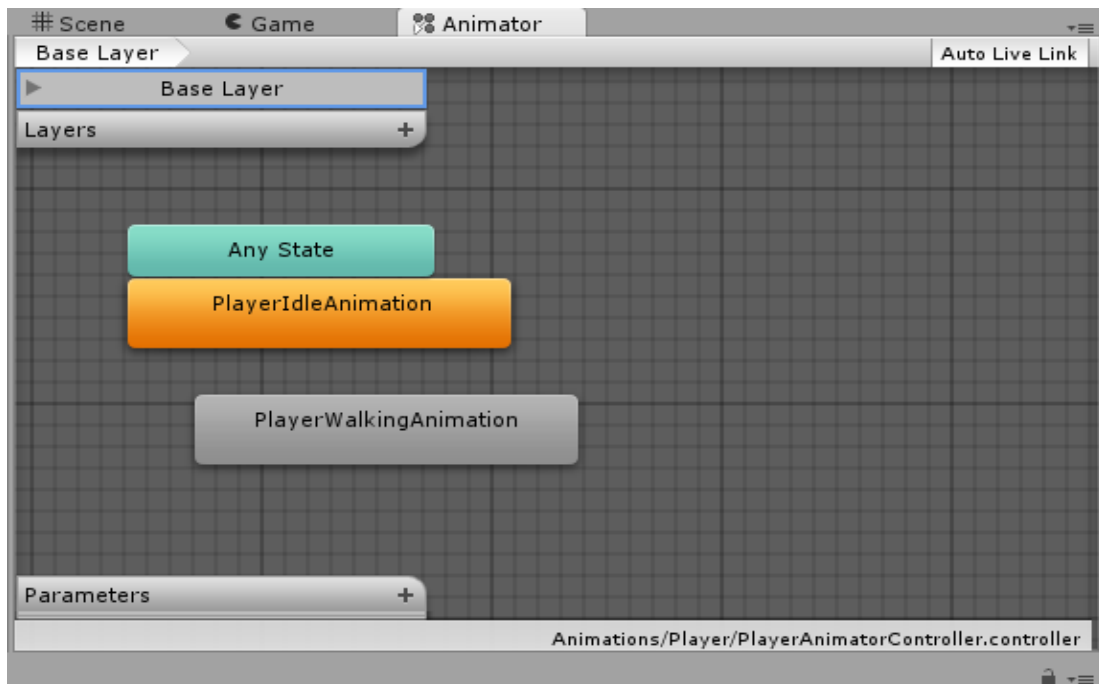 Scene Game Animator
Base Layer Auto Live Link
Base Layer
Layers +
Any State
PlayerIdleAnimation
PlayerWalkingAnimation
Parameters +
Animations/Player/PlayerAnimatorController.controller